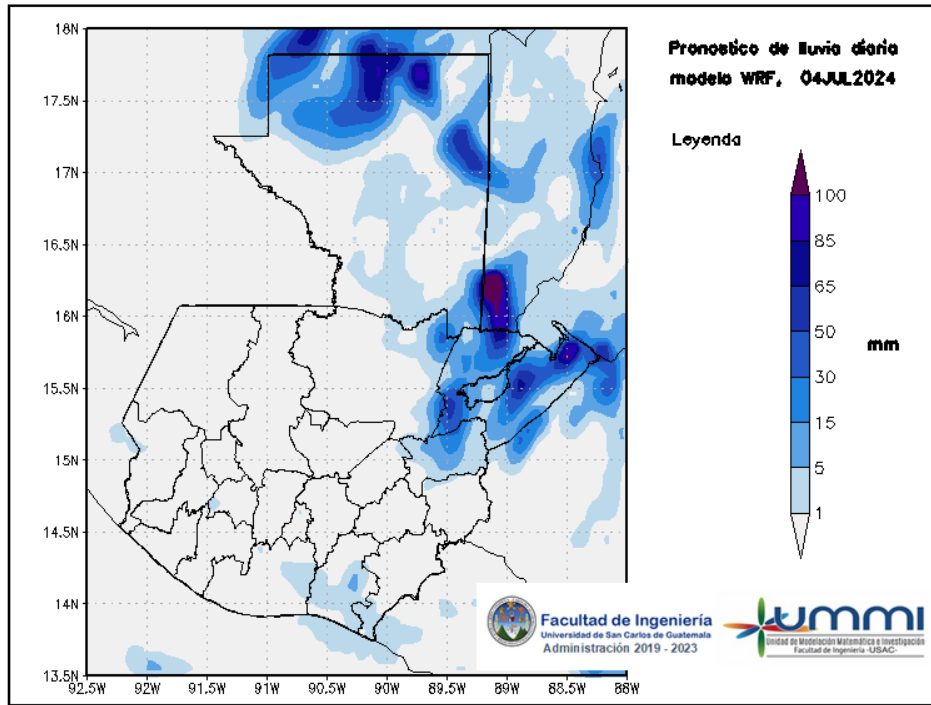 Pronostico de lluvia diaria
modelo WRF, 04JUL2024
Leyenda
100
85
65
50
30
15
5
1
mm
18N
17.5N
17N
16.5N
16N
15.5N
15N
14.5N
14N
13.5N
92.5W 92W 91.5W 91W 90.5W 90W 89.5W 89W 88.5W 88W
Facultad de Ingeniería
Universidad de San Carlos de Guatemala
Administración 2019 - 2023
ummi
Unidad de Modelación Matemática e Investigación
Facultad de Ingeniería -USAC-